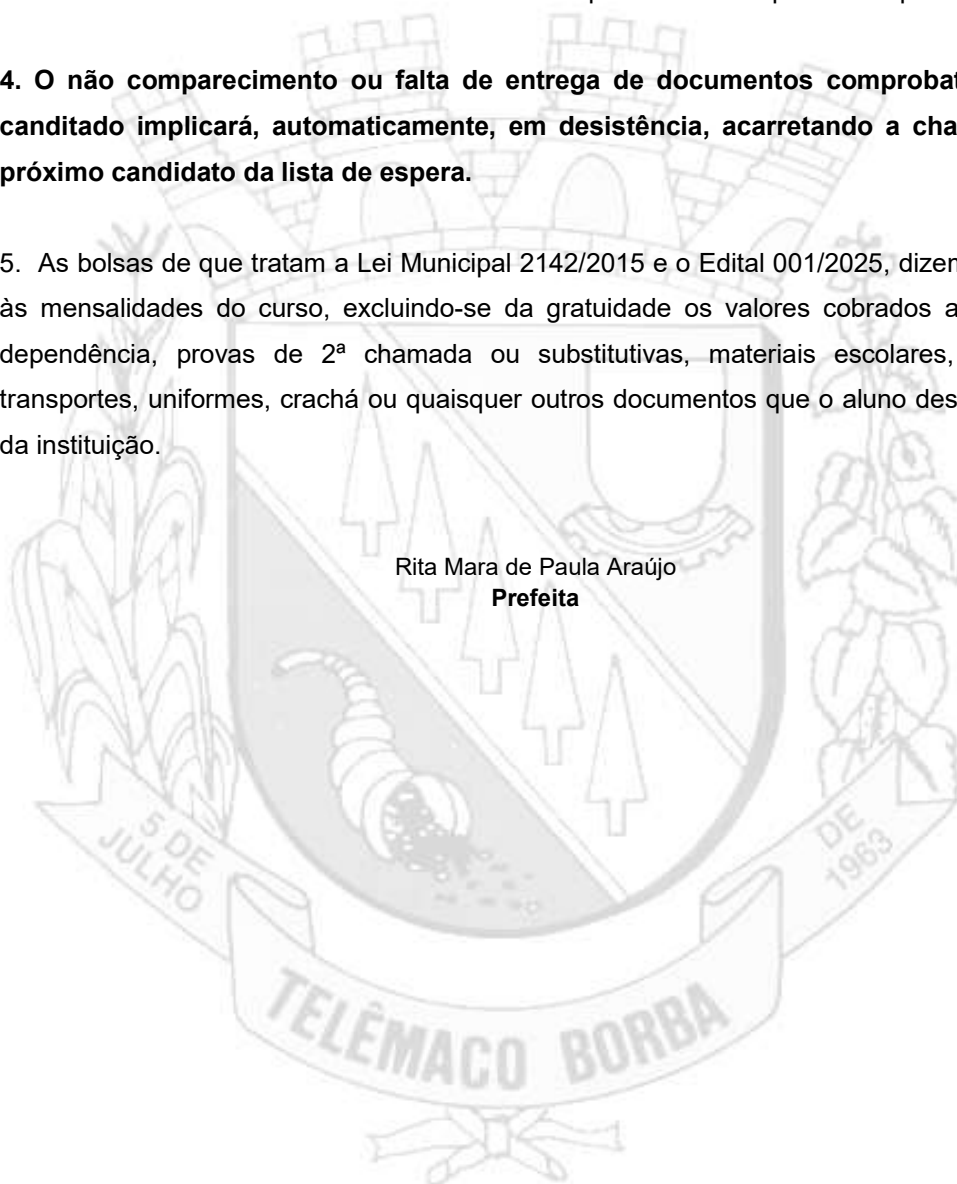 4. O não comparecimento ou falta de entrega de documentos comprobat
canditado implicará, automaticamente, em desistência, acarretando a cha
próximo candidato da lista de espera.
5. As bolsas de que tratam a Lei Municipal 2142/2015 e o Edital 001/2025, dizem
às mensalidades do curso, excluindo-se da gratuidade os valores cobrados a
dependência, provas de 2ª chamada ou substitutivas, materiais escolares,
transportes, uniformes, crachá ou quaisquer outros documentos que o aluno des
da instituição.
Rita Mara de Paula Araújo
Prefeita
5 DE
JULHO
DE
1963
TELÊMACO BORBA